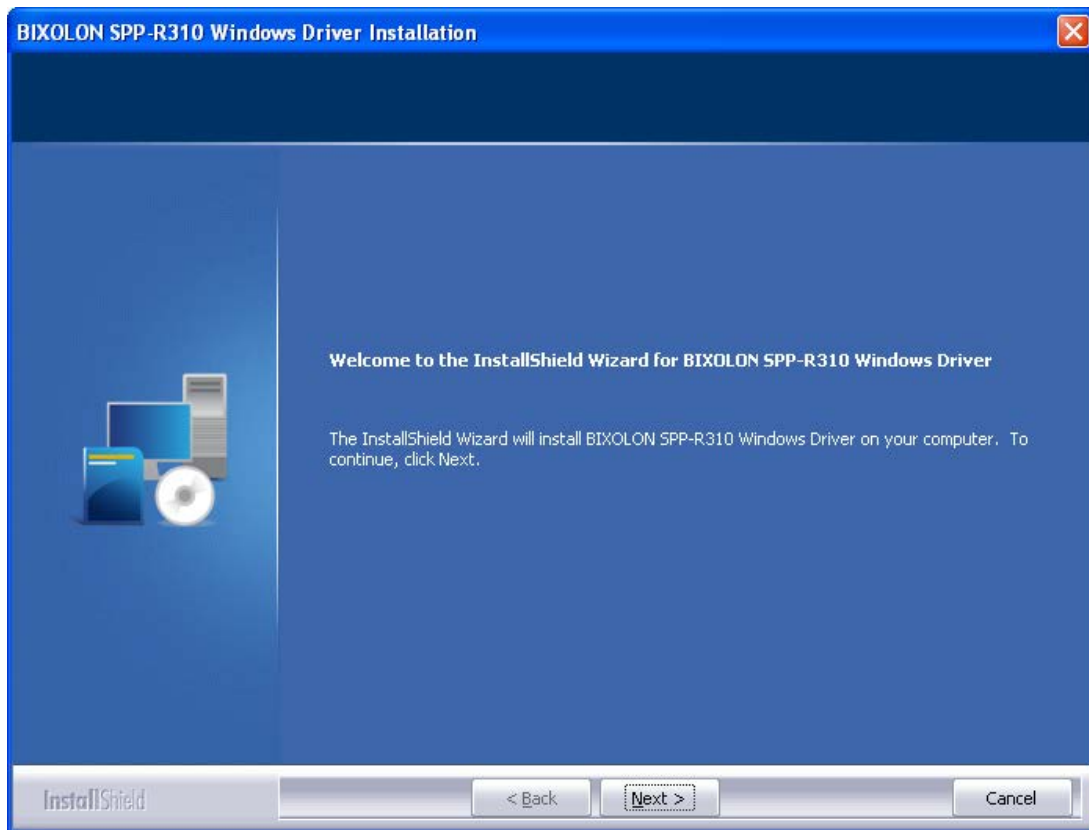 BIXOLON SPP-R310 Windows Driver Installation
Welcome to the InstallShield Wizard for BIXOLON SPP-R310 Windows Driver
The InstallShield Wizard will install BIXOLON SPP-R310 Windows Driver on your computer. To
continue, click Next.
InstallShield
< Back
Next >
Cancel